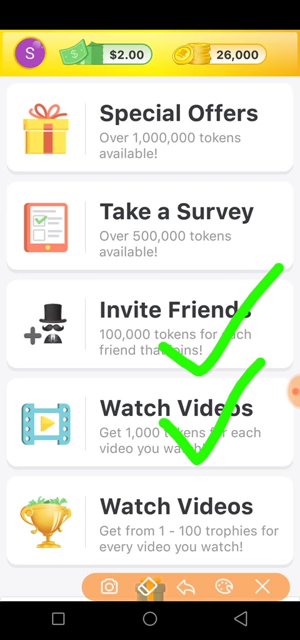 S
$2.00
26,000
Special Offers
Over 1,000,000 tokens
available!
Take a Survey
Over 500,000 tokens
available!
Invite Friends
100,000 tokens for each
friend that joins!
Watch Videos
Get 1,000 tokens for each
video you watch!
Watch Videos
Get from 1 - 100 trophies for
every video you watch!